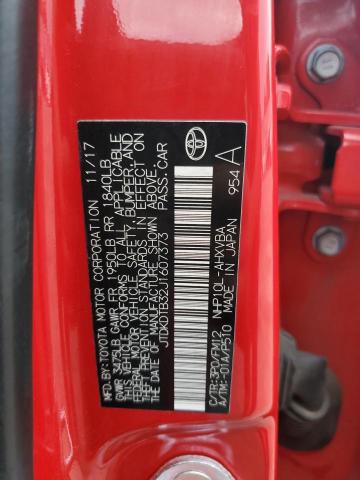 MFD. BY: TOYOTA MOTOR CORPORATION 11/17
GVWR 3475LB GAWR FR 1950LB RR 1840LB
THIS VEHICLE CONFORMS TO ALL APPLICABLE
FEDERAL MOTOR VEHICLE SAFETY, BUMPER, AND
THEFT PREVENTION STANDARDS IN EFFECT ON
THE DATE OF MANUFACTURE SHOWN ABOVE.
JTDKDTB32J1607373 PASS.CAR
C/TR:3P0/FM12 NHP10L-AHXVBA
A/TM:-01A/P510 MADE IN JAPAN 954 A